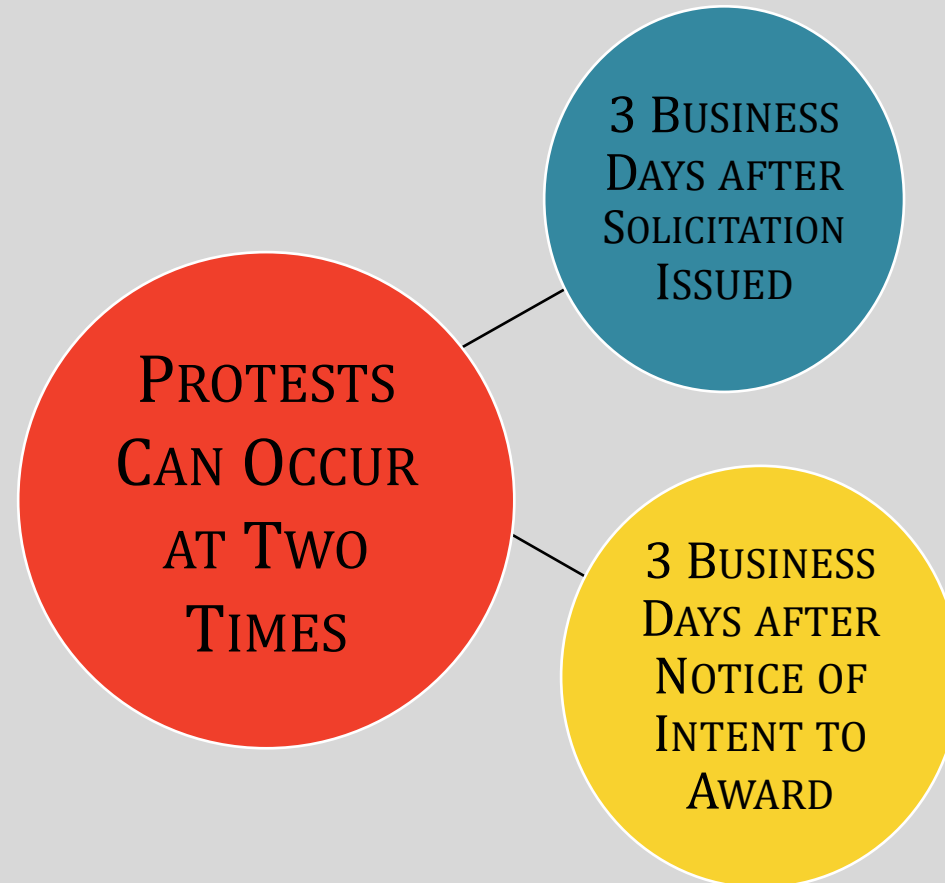 PROTESTS
CAN OCCUR
AT TWO
TIMES
3 BUSINESS
DAYS AFTER
SOLICITATION
ISSUED
3 BUSINESS
DAYS AFTER
NOTICE OF
INTENT TO
AWARD